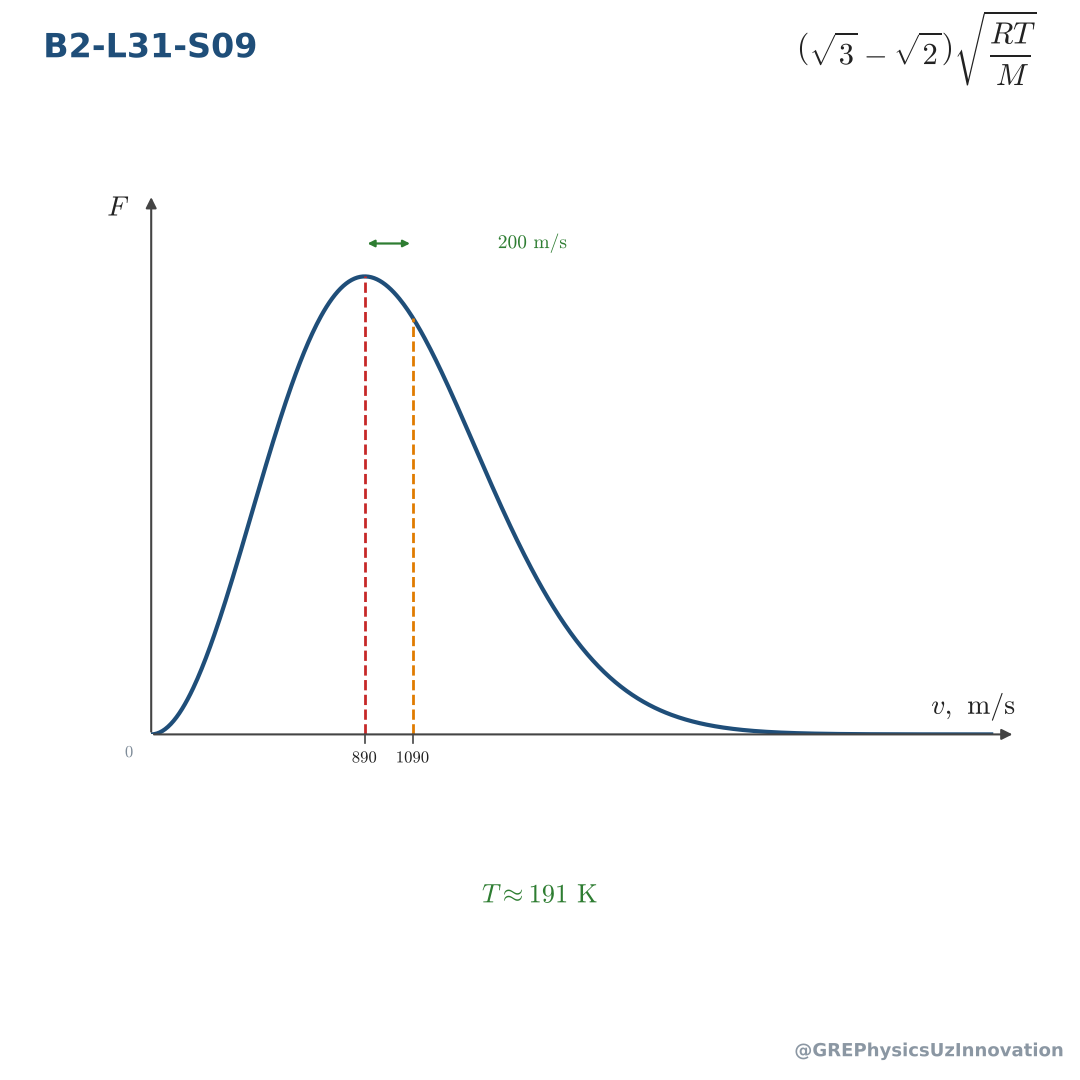 B2-L31-S09
(√3 − √2)√(RT/M)
F
200 m/s
v, m/s
0
890 1090
T ≈ 191 K
@GREPhysicsUzInnovation